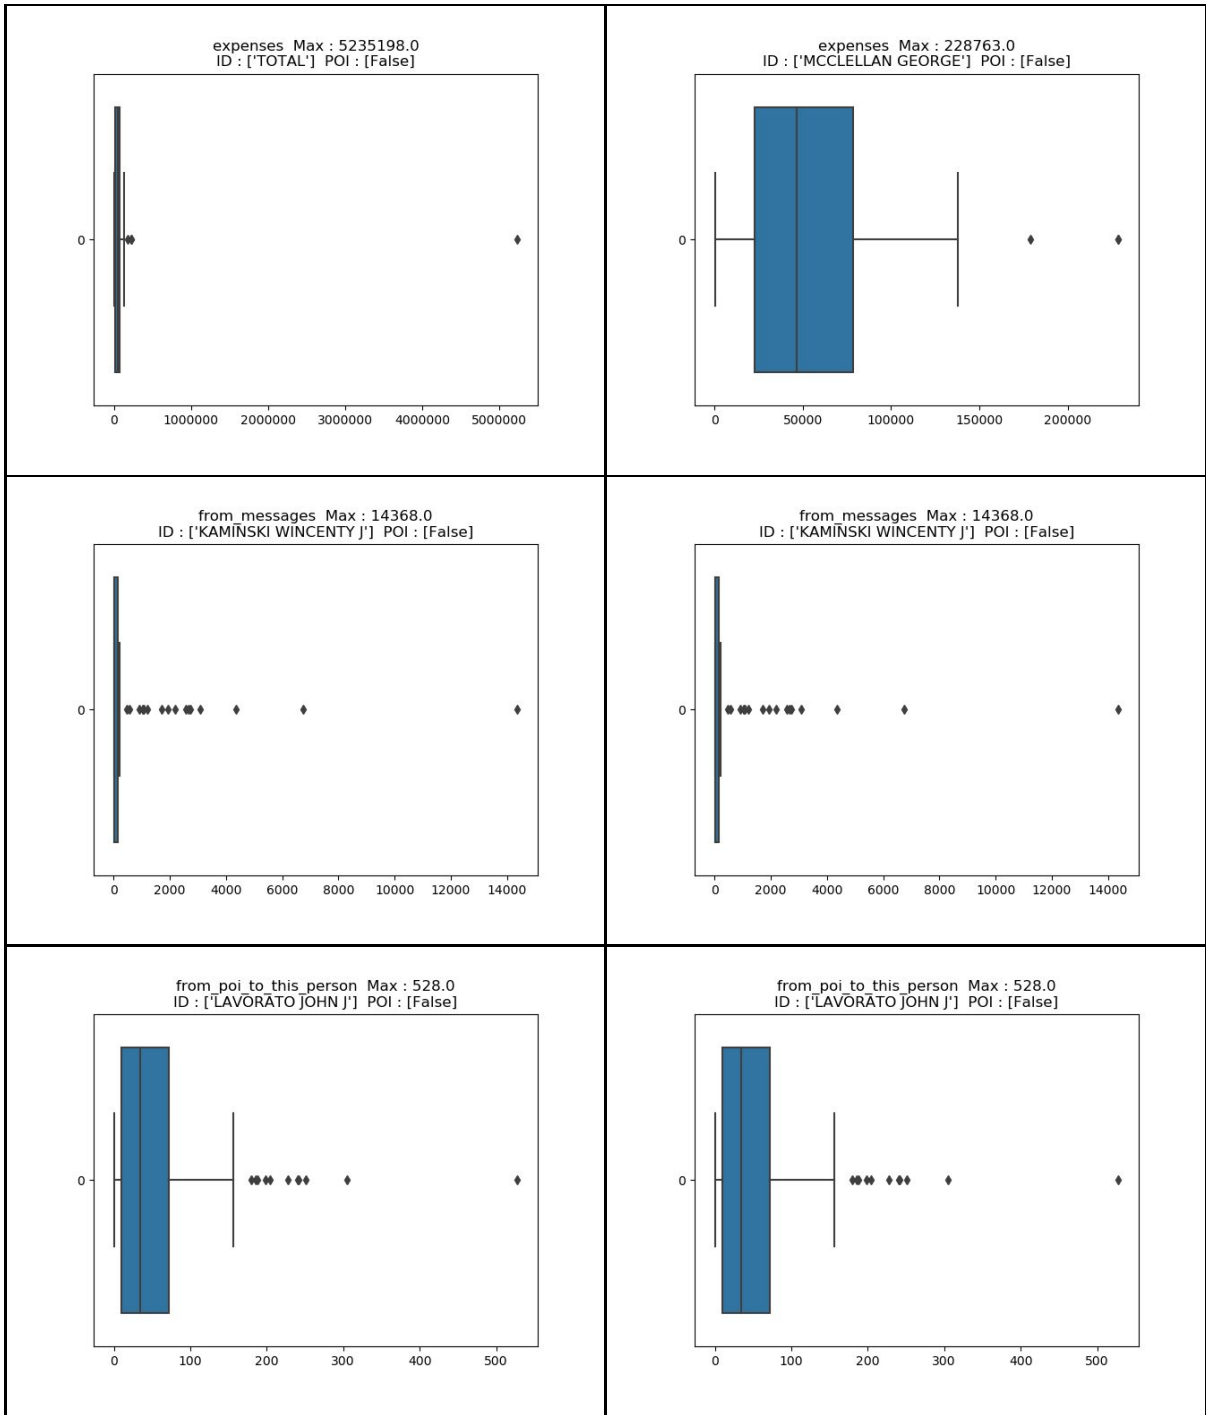 expenses  Max : 5235198.0
ID : ['TOTAL']  POI : [False]
0
0 1000000 2000000 3000000 4000000 5000000
expenses  Max : 228763.0
ID : ['MCCLELLAN GEORGE']  POI : [False]
0
0 50000 100000 150000 200000
from_messages  Max : 14368.0
ID : ['KAMINSKI WINCENTY J']  POI : [False]
0
0 2000 4000 6000 8000 10000 12000 14000
from_messages  Max : 14368.0
ID : ['KAMINSKI WINCENTY J']  POI : [False]
0
0 2000 4000 6000 8000 10000 12000 14000
from_poi_to_this_person  Max : 528.0
ID : ['LAVORATO JOHN J']  POI : [False]
0
0 100 200 300 400 500
from_poi_to_this_person  Max : 528.0
ID : ['LAVORATO JOHN J']  POI : [False]
0
0 100 200 300 400 500